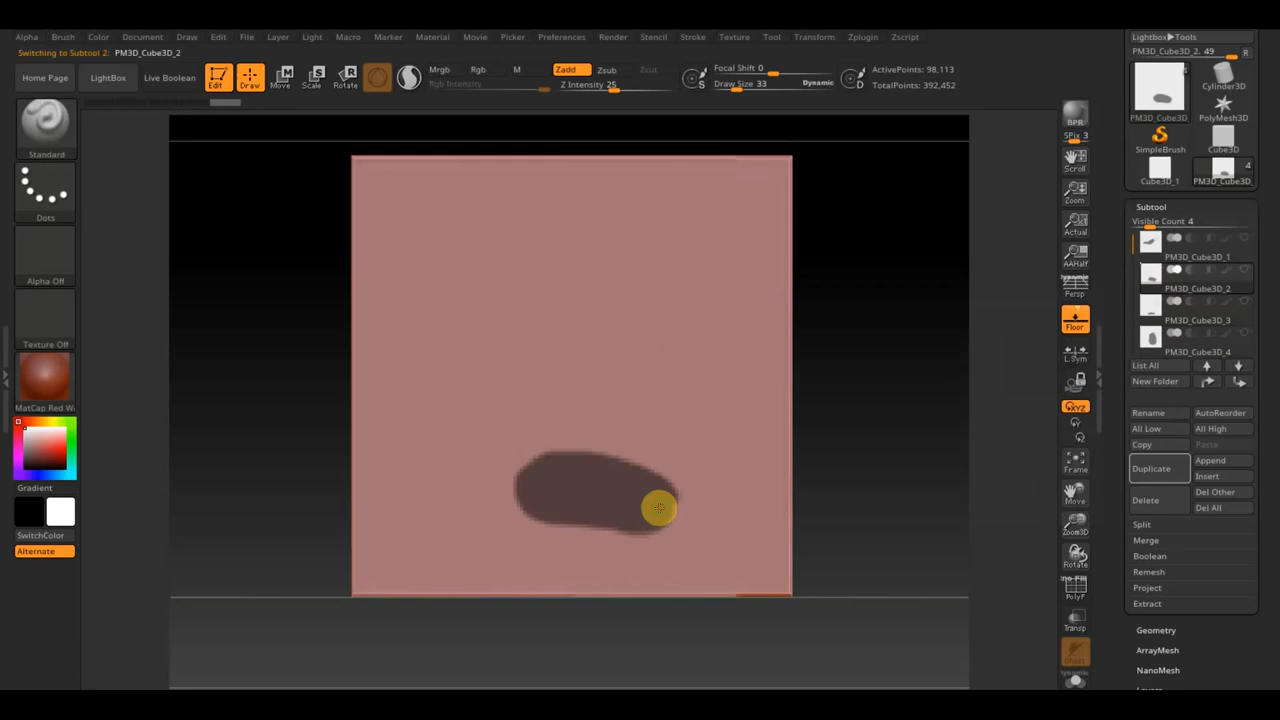 Alpha Brush Color Document Draw Edit File Layer Light Macro Marker Material Movie Picker Preferences Render Stencil Stroke Texture Tool Transform Zplugin Zscript
Switching to Subtool 2: PM3D_Cube3D_2
Home Page LightBox Live Boolean Edit Draw Move Scale Rotate
Mrgb Rgb M Zadd Zsub Zcut
Rgb Intensity Z Intensity 25
Focal Shift 0
Draw Size 33 Dynamic
S
D
ActivePoints: 98,113
TotalPoints: 392,452
Standard
Dots
Alpha Off
Texture Off
MatCap Red Wa
Gradient
SwitchColor
Alternate
BPR
SPix 3
Scroll
Zoom
Actual
AAHalf
Dynamic
Persp
Floor
L.Sym
XYZ
Frame
Move
Zoom3D
Rotate
PolyF
Transp
Dynamic
Lightbox▸Tools
PM3D_Cube3D_2. 49 R
4
PM3D_Cube3D Cylinder3D
PolyMesh3D
SimpleBrush Cube3D
4
Cube3D_1 PM3D_Cube3D_
Subtool
Visible Count 4
PM3D_Cube3D_1
PM3D_Cube3D_2
PM3D_Cube3D_3
PM3D_Cube3D_4
List All
New Folder
Rename AutoReorder
All Low All High
Copy Paste
Duplicate Append
Insert
Delete Del Other
Del All
Split
Merge
Boolean
Remesh
Project
Extract
Geometry
ArrayMesh
NanoMesh